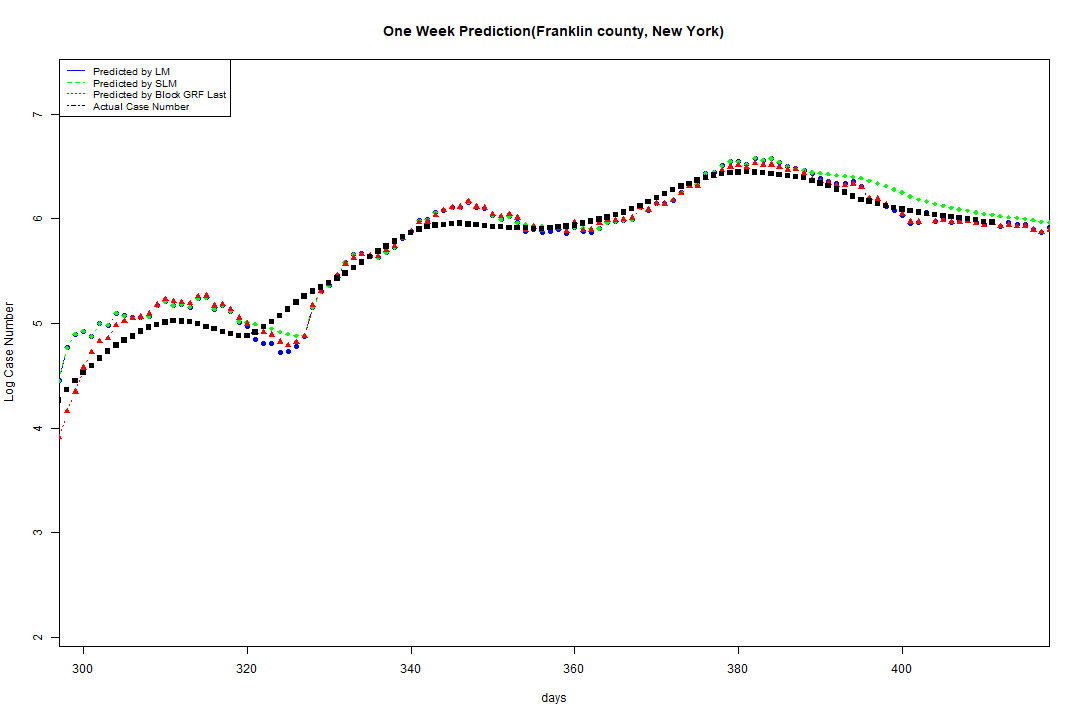 One Week Prediction(Franklin county, New York)
Predicted by LM
Predicted by SLM
Predicted by Block GRF Last
Actual Case Number
7
6
5
4
3
2
Log Case Number
300 320 340 360 380 400
days